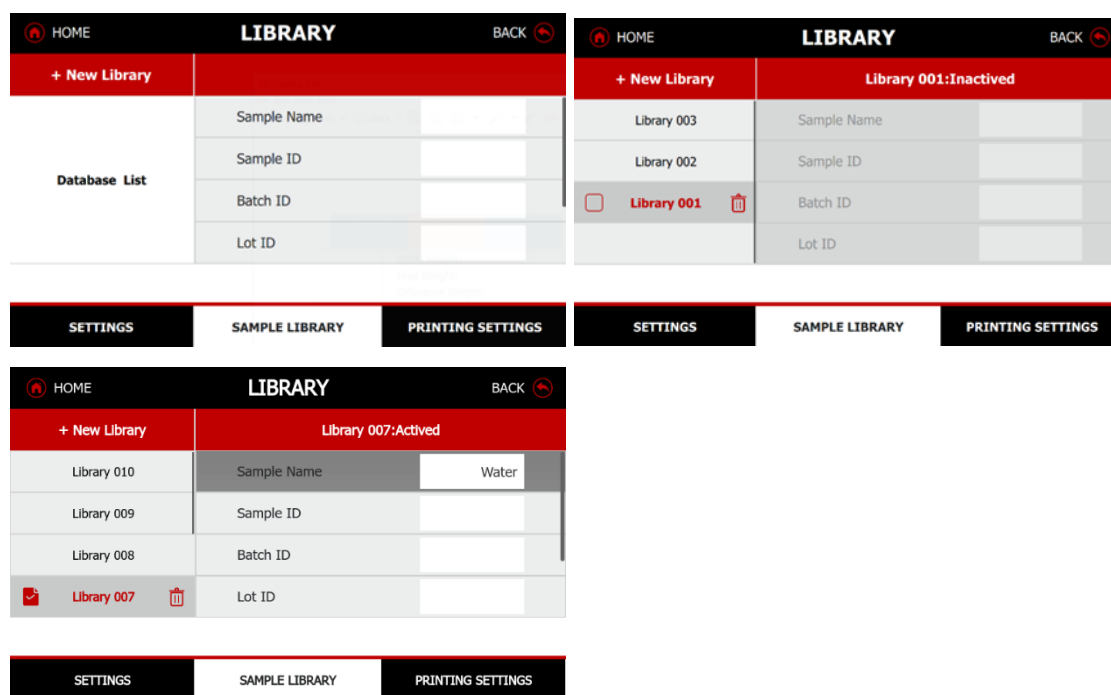 HOME LIBRARY BACK
+ New Library
Sample Name
Sample ID
Database List
Batch ID
Lot ID
SETTINGS SAMPLE LIBRARY PRINTING SETTINGS
HOME LIBRARY BACK
+ New Library Library 001:Inactived
Library 003 Sample Name
Library 002 Sample ID
Library 001 Batch ID
Lot ID
SETTINGS SAMPLE LIBRARY PRINTING SETTINGS
HOME LIBRARY BACK
+ New Library Library 007:Actived
Library 010 Sample Name Water
Library 009 Sample ID
Library 008 Batch ID
Library 007 Lot ID
SETTINGS SAMPLE LIBRARY PRINTING SETTINGS